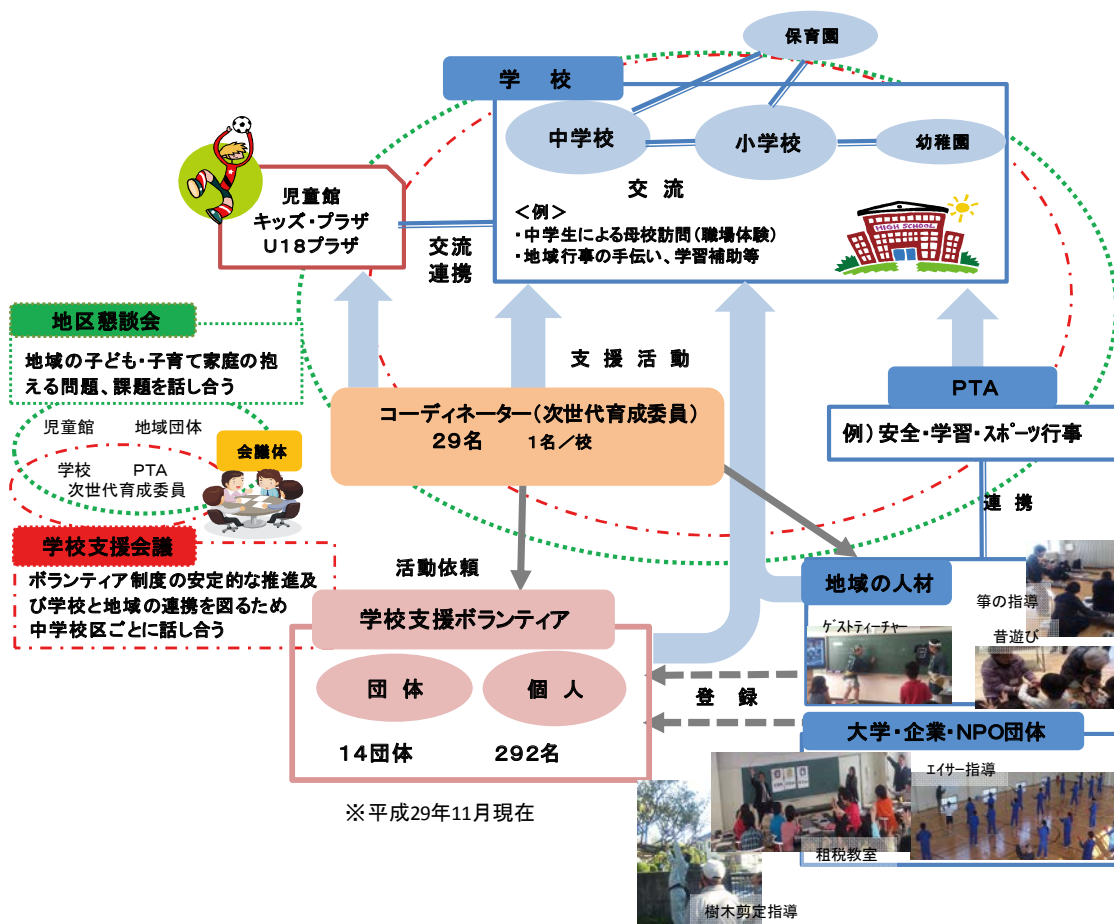 保育園
学 校
中学校
小学校
幼稚園
交 流
＜例＞
・中学生による母校訪問（職場体験）
・地域行事の手伝い、学習補助等
HIGH SCHOOL
児童館
キッズ・プラザ
Ｕ18プラザ
交流
連携
地区懇談会
地域の子ども・子育て家庭の抱
える問題、課題を話し合う
児童館 地域団体
会議体
学校 PTA
次世代育成委員
学校支援会議
ボランティア制度の安定的な推進及
び学校と地域の連携を図るため
中学校区ごとに話し合う
支 援 活 動
コーディネーター（次世代育成委員）
29名 1名／校
PTA
例）安全・学習・スポーツ行事
連 携
活動依頼
学校支援ボランティア
団 体
個 人
14団体
292名
※平成29年11月現在
登 録
地域の人材
箏の指導
ｹﾞｽﾄﾃｨｰﾁｬｰ
昔遊び
大学・企業・NPO団体
ｴｲｻｰ指導
租税教室
樹木剪定指導